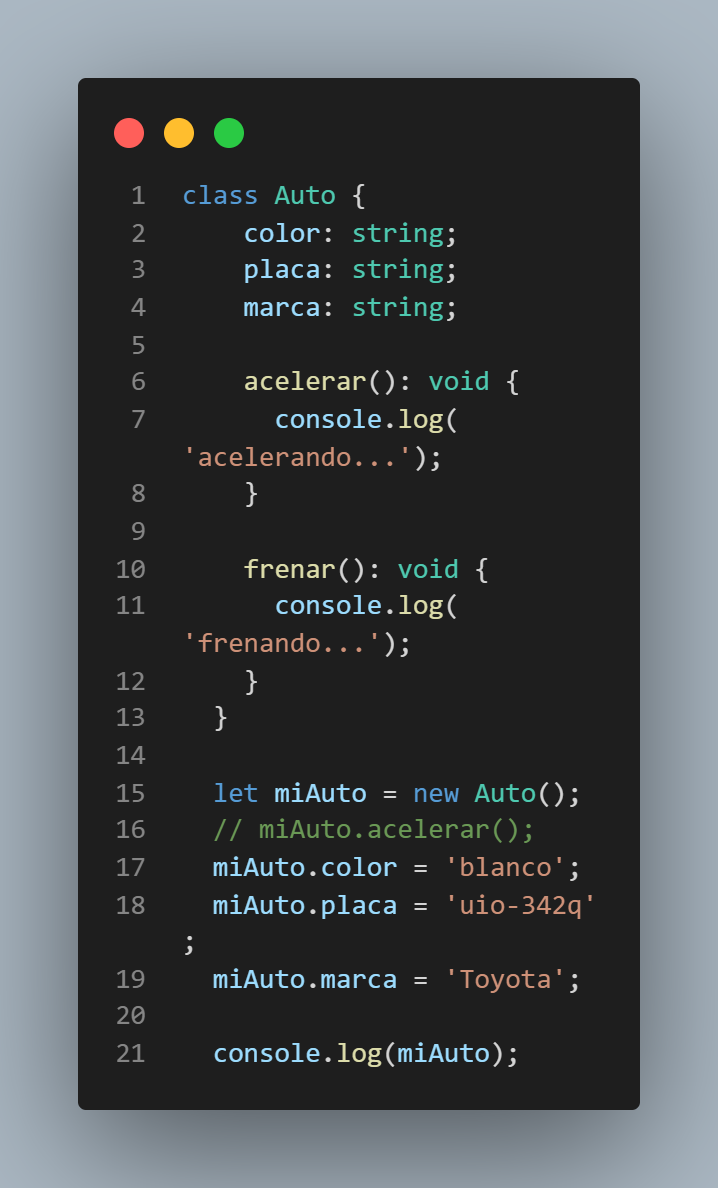 1 class Auto {
2     color: string;
3     placa: string;
4     marca: string;
5
6     acelerar(): void {
7       console.log(
'acelerando...');
8     }
9
10     frenar(): void {
11       console.log(
'frenando...');
12     }
13   }
14
15   let miAuto = new Auto();
16   // miAuto.acelerar();
17   miAuto.color = 'blanco';
18   miAuto.placa = 'uio-342q'
;
19   miAuto.marca = 'Toyota';
20
21   console.log(miAuto);